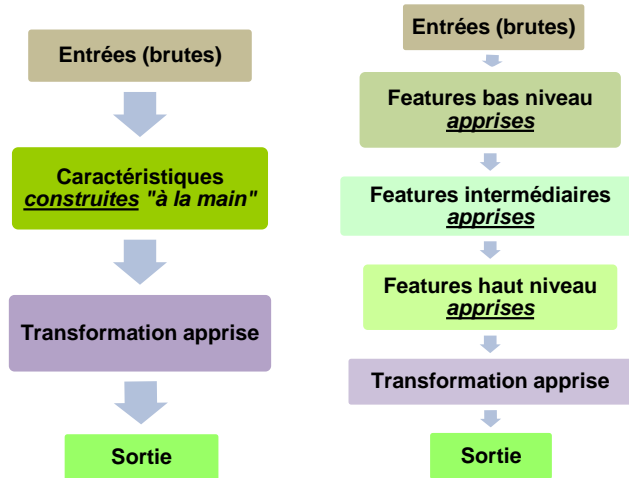 Entrées (brutes)
Caractéristiques
construites "à la main"
Transformation apprise
Sortie
Entrées (brutes)
Features bas niveau
apprises
Features intermédiaires
apprises
Features haut niveau
apprises
Transformation apprise
Sortie